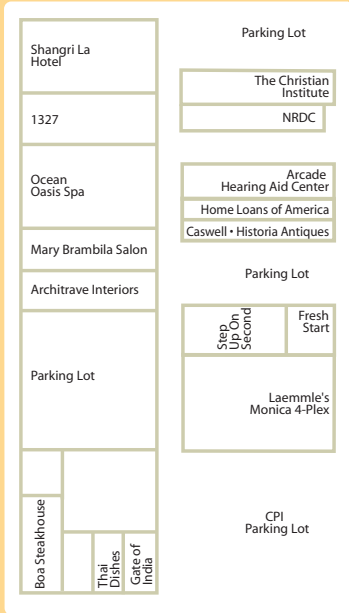 Shangri La
Hotel
1327
Ocean
Oasis Spa
Mary Brambila Salon
Architrave Interiors
Parking Lot
Boa Steakhouse
Thai
Dishes
Gate of
India
Parking Lot
The Christian
Institute
NRDC
Arcade
Hearing Aid Center
Home Loans of America
Caswell • Historia Antiques
Parking Lot
Step
Up On
Second
Fresh
Start
Laemmle's
Monica 4-Plex
CPI
Parking Lot